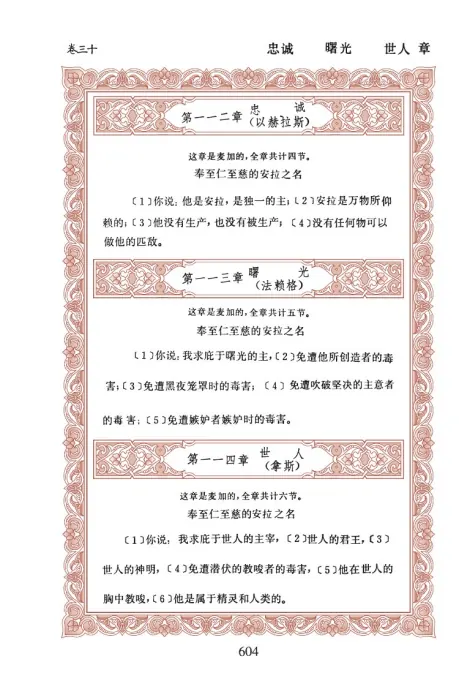 卷三十 忠诚 曙光 世人 章
第一一二章 忠诚
(以赫拉斯)
这章是麦加的，全章共计四节。
奉至仁至慈的安拉之名
〔1〕你说：他是安拉，是独一的主；〔2〕安拉是万物所仰
赖的；〔3〕他没有生产，也没有被生产；〔4〕没有任何物可以
做他的匹敌。
第一一三章 曙光
(法赖格)
这章是麦加的，全章共计五节。
奉至仁至慈的安拉之名
〔1〕你说：我求庇于曙光的主，〔2〕免遭他所创造者的毒
害；〔3〕免遭黑夜笼罩时的毒害；〔4〕免遭吹破坚决的主意者
的毒害；〔5〕免遭嫉妒者嫉妒时的毒害。
第一一四章 世人
(拿斯)
这章是麦加的，全章共计六节。
奉至仁至慈的安拉之名
〔1〕你说：我求庇于世人的主宰，〔2〕世人的君王，〔3〕
世人的神明，〔4〕免遭潜伏的教唆者的毒害，〔5〕他在世人的
胸中教唆，〔6〕他是属于精灵和人类的。
604